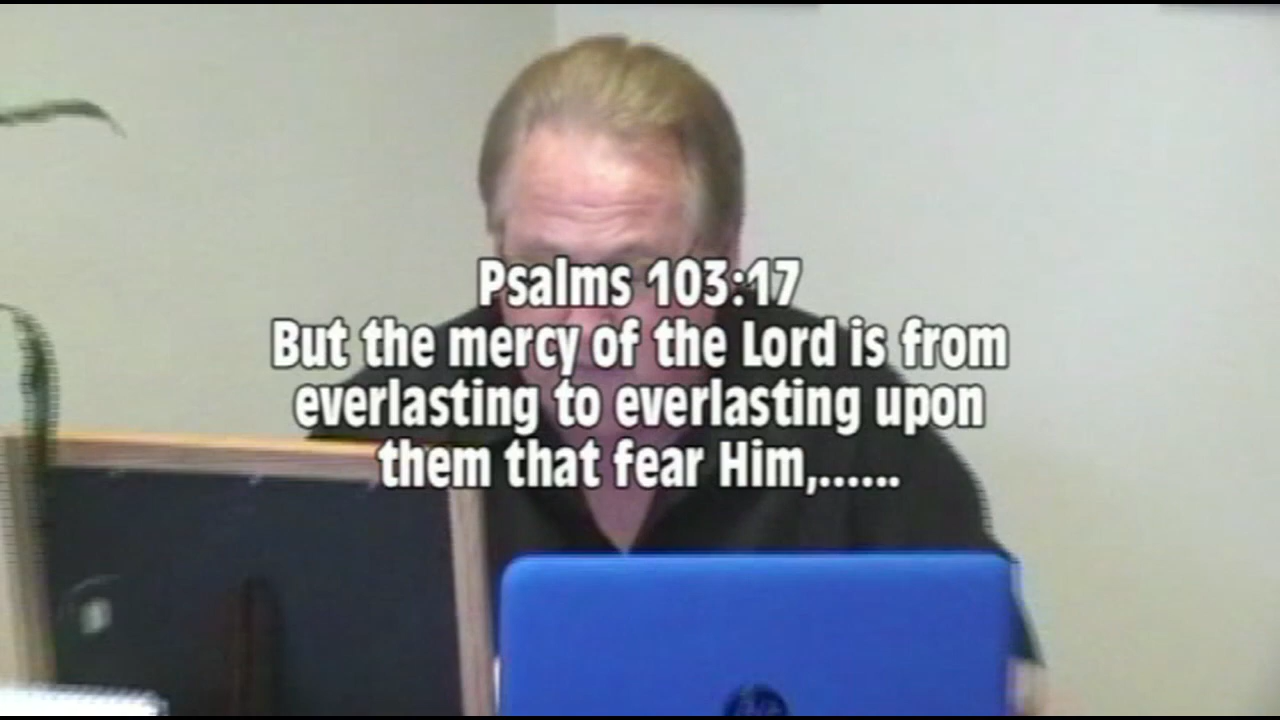 Psalms 103:17
But the mercy of the Lord is from
everlasting to everlasting upon
them that fear Him,......